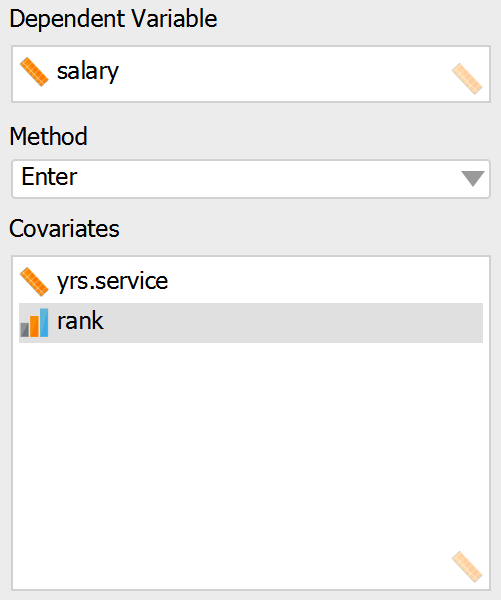 Dependent Variable
salary
Method
Enter
Covariates
yrs.service
rank